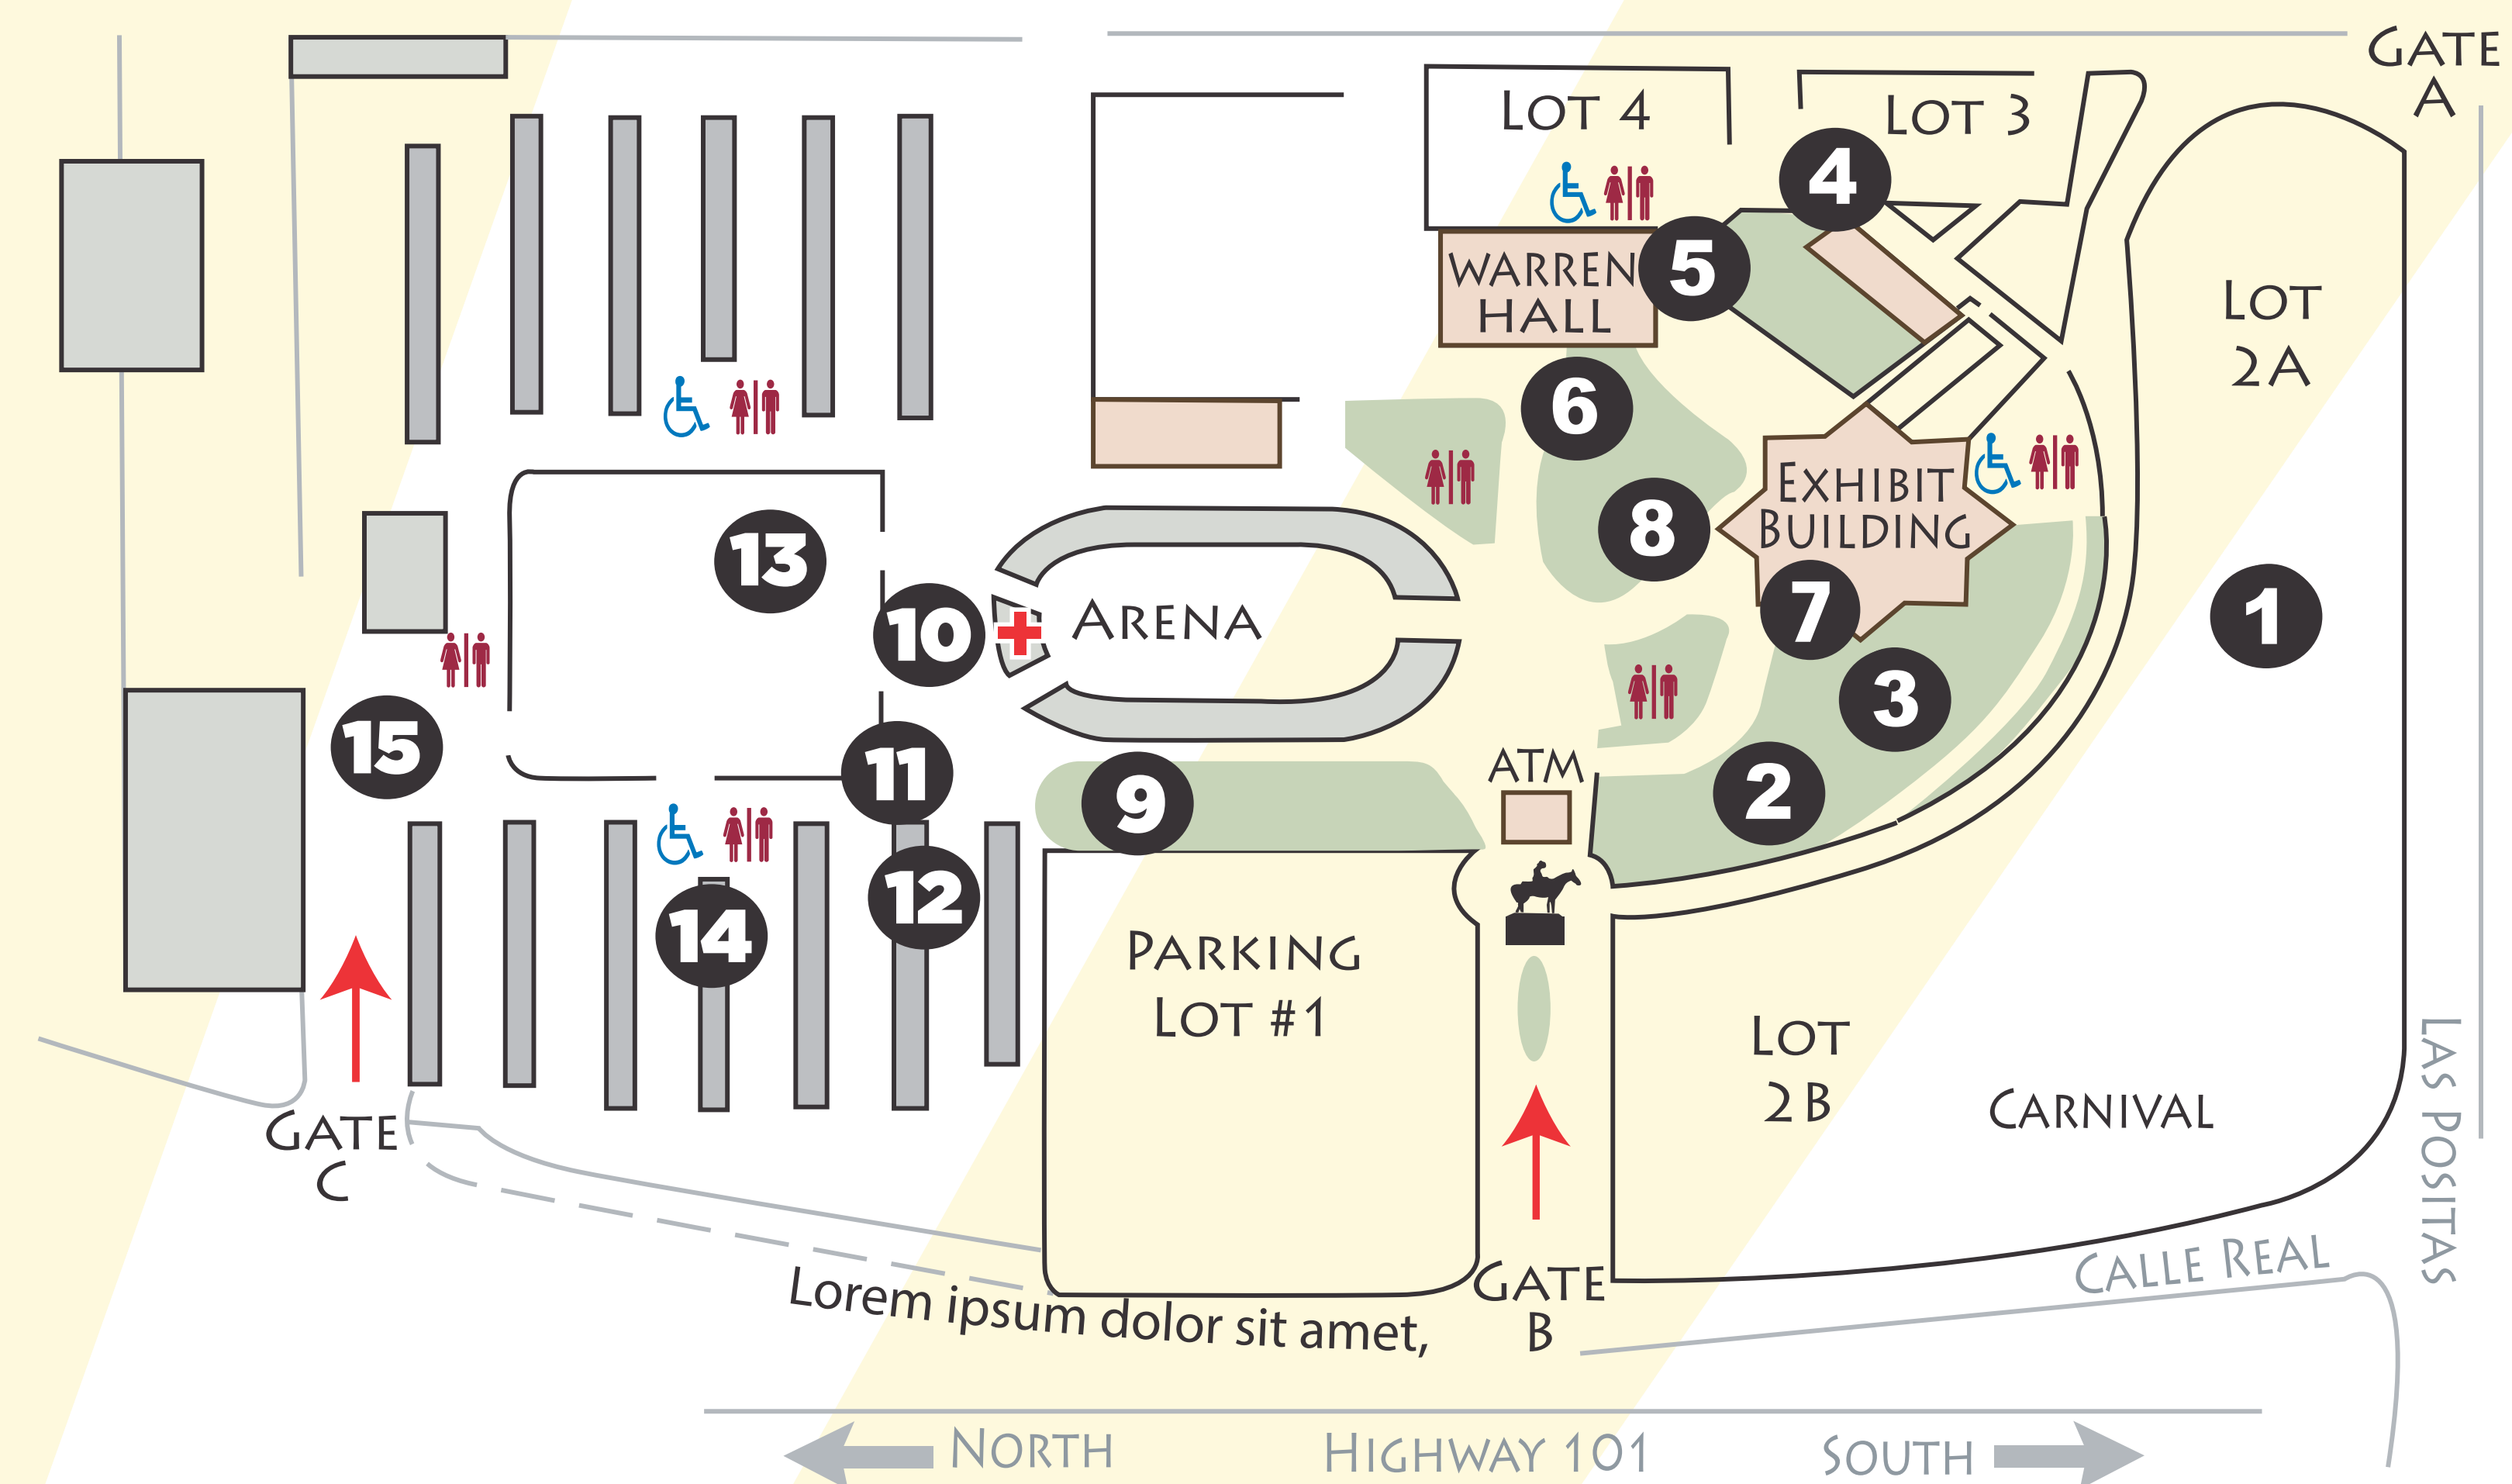 GATE
A
LOT 4
LOT 3
4
5
WARREN
HALL
LOT
2A
6
EXHIBIT
BUILDING
8
13
7
1
10
ARENA
3
15
11
ATM
2
9
12
14
PARKING
LOT #1
LOT
2B
CARNIVAL
LAS POSITAS
GATE
C
CALLE REAL
GATE
B
Lorem ipsum dolor sit amet,
NORTH
HIGHWAY 101
SOUTH